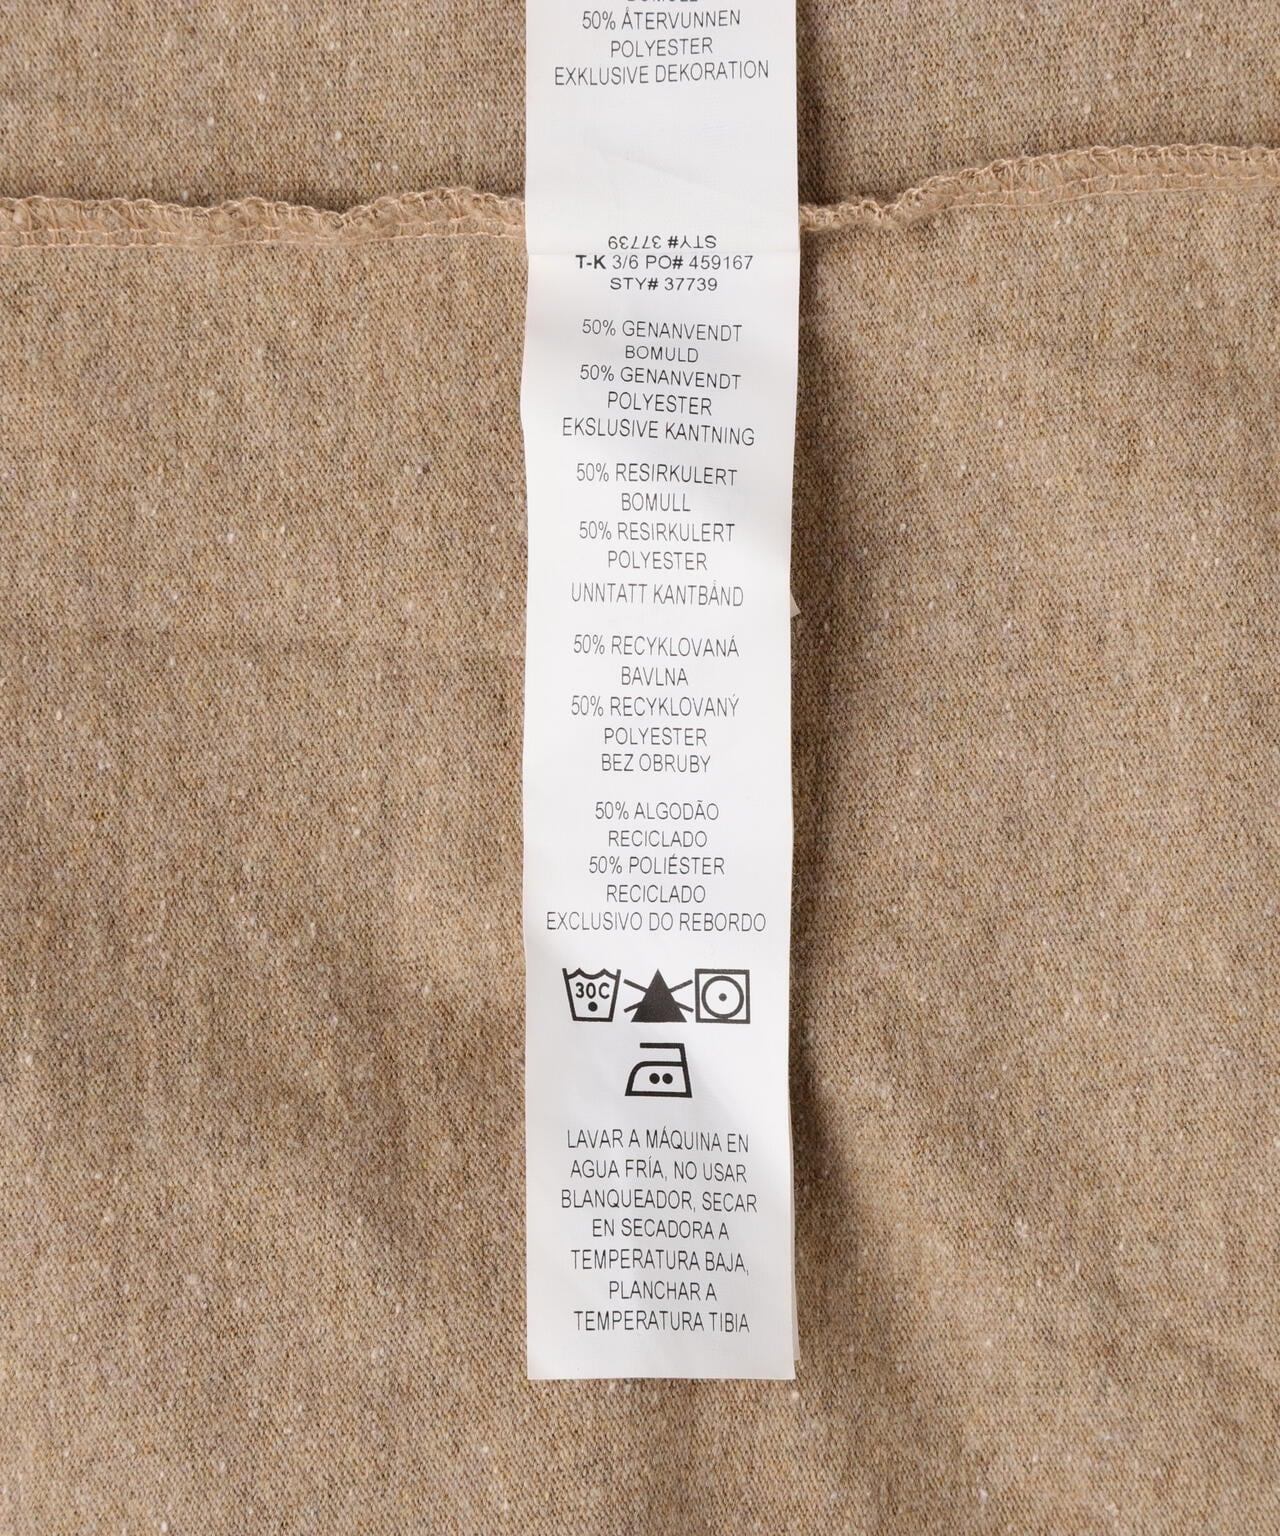 50% ÅTERVUNNEN
POLYESTER
EXKLUSIVE DEKORATION
STY# 37739
T-K 3/6 PO# 459167
STY# 37739
50% GENANVENDT
BOMULD
50% GENANVENDT
POLYESTER
EKSLUSIVE KANTNING
50% RESIRKULERT
BOMULL
50% RESIRKULERT
POLYESTER
UNNTATT KANTBÅND
50% RECYKLOVANÁ
BAVLNA
50% RECYKLOVANÝ
POLYESTER
BEZ OBRUBY
50% ALGODÃO
RECICLADO
50% POLIÉSTER
RECICLADO
EXCLUSIVO DO REBORDO
30C
LAVAR A MÁQUINA EN
AGUA FRÍA, NO USAR
BLANQUEADOR, SECAR
EN SECADORA A
TEMPERATURA BAJA,
PLANCHAR A
TEMPERATURA TIBIA